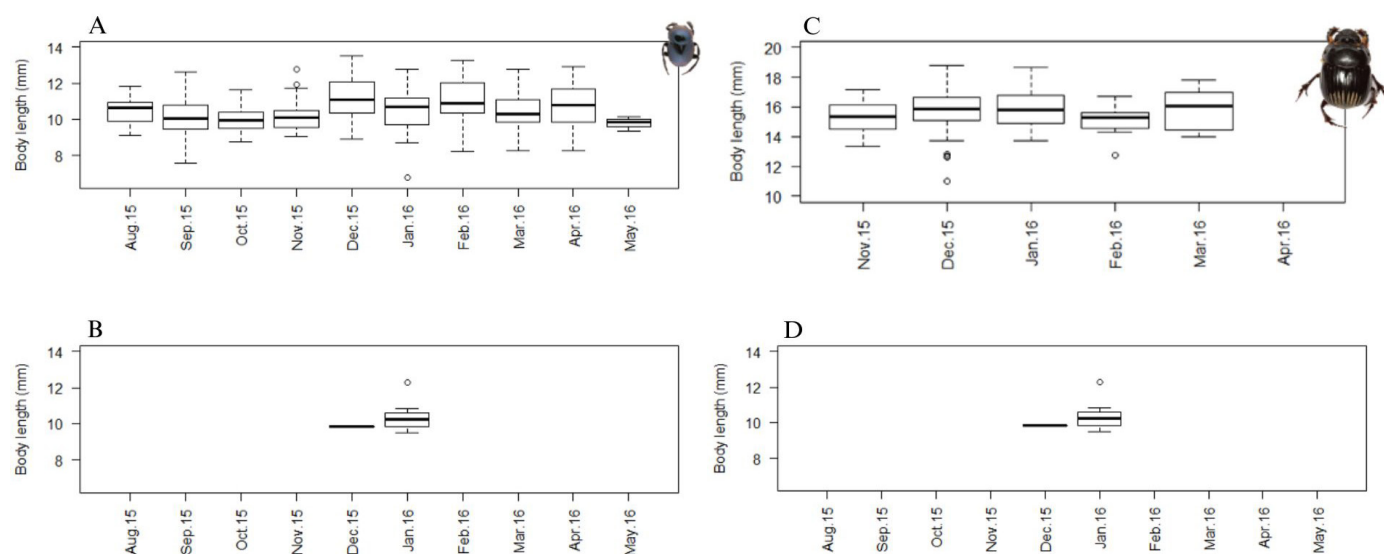 A
Body length (mm)
14
12
10
8
Aug.15
Sep.15
Oct.15
Nov.15
Dec.15
Jan.16
Feb.16
Mar.16
Apr.16
May.16
C
Body length (mm)
20
18
16
14
12
10
Nov.15
Dec.15
Jan.16
Feb.16
Mar.16
Apr.16
B
Body length (mm)
14
12
10
8
Aug.15
Sep.15
Oct.15
Nov.15
Dec.15
Jan.16
Feb.16
Mar.16
Apr.16
May.16
D
Body length (mm)
14
12
10
8
Aug.15
Sep.15
Oct.15
Nov.15
Dec.15
Jan.16
Feb.16
Mar.16
Apr.16
May.16